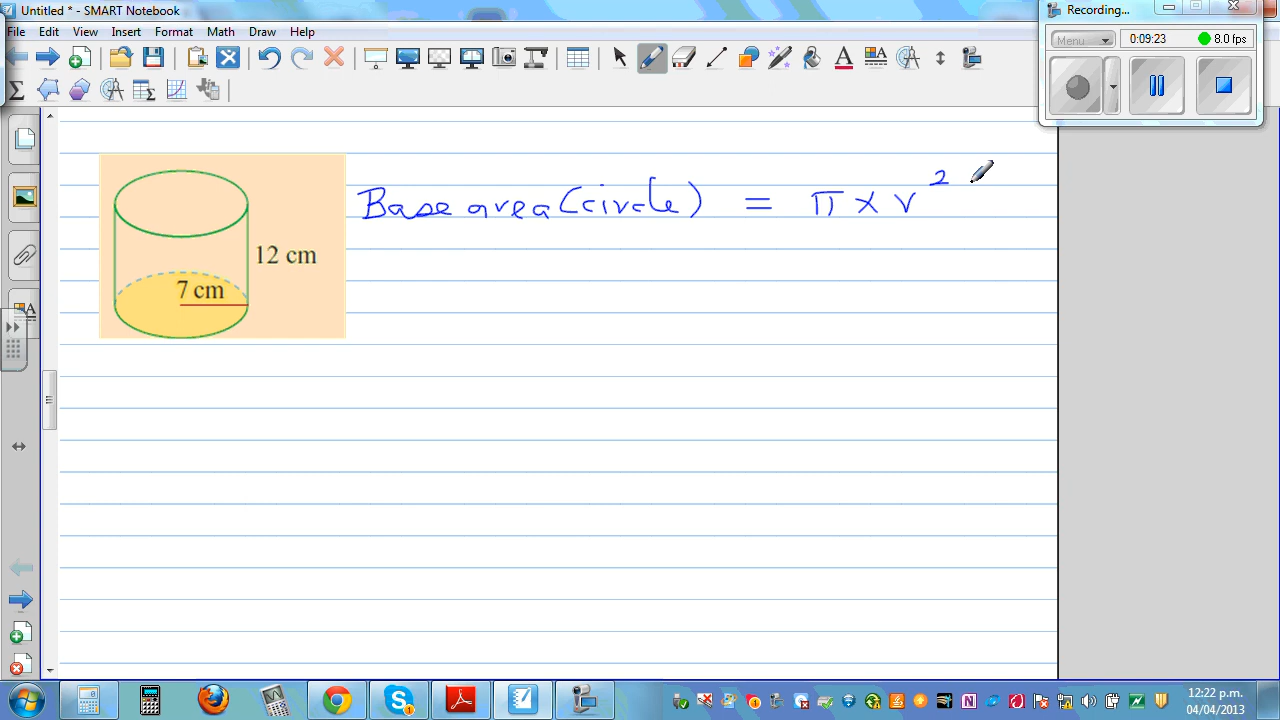 Untitled * - SMART Notebook
Recording...
File Edit View Insert Format Math Draw Help
Menu
0:09:23
8.0 fps
Base area (circle) = π × r²
12 cm
7 cm
12:22 p.m.
04/04/2013